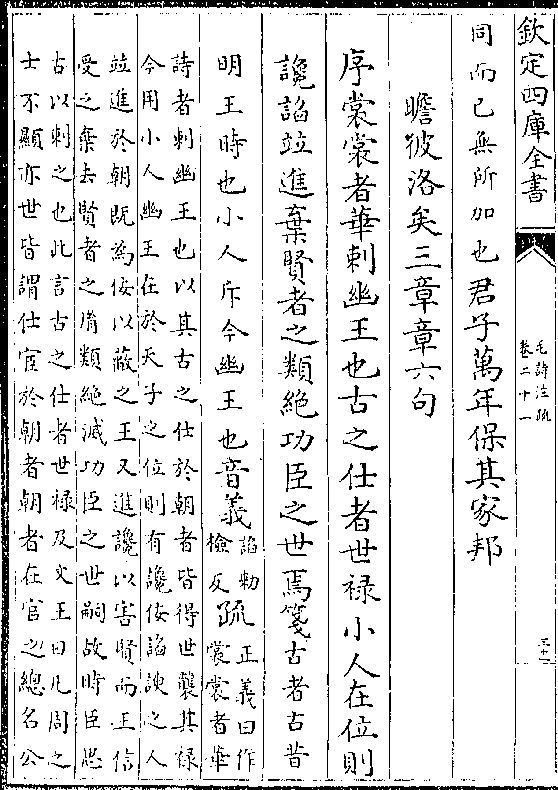 欽定四庫全書
毛詩注疏
卷二十一
三十
同而已無所加也君子萬年保其家邦
瞻彼洛矣三章章六句
序裳裳者華刺幽王也古之仕者世禄小人在位則
讒謟竝進棄賢者之類絶功臣之世焉箋古者古昔
明王時也小人斥今幽王也音義
謟勑
檢反
疏
正義曰作
裳裳者華
詩者刺幽王也以其古之仕於朝者皆得世襲其禄
今用小人幽王在於天子之位則有讒佞謟諛之人
竝進於朝既為佞以蔽之王又進讒以害賢而王信
受之棄去賢者之胤類絶滅功臣之世嗣故時臣思
古以刺之也此言古之仕者世禄及文王曰凡周之
士不顯亦世皆謂仕宦於朝者朝者在官之總名公